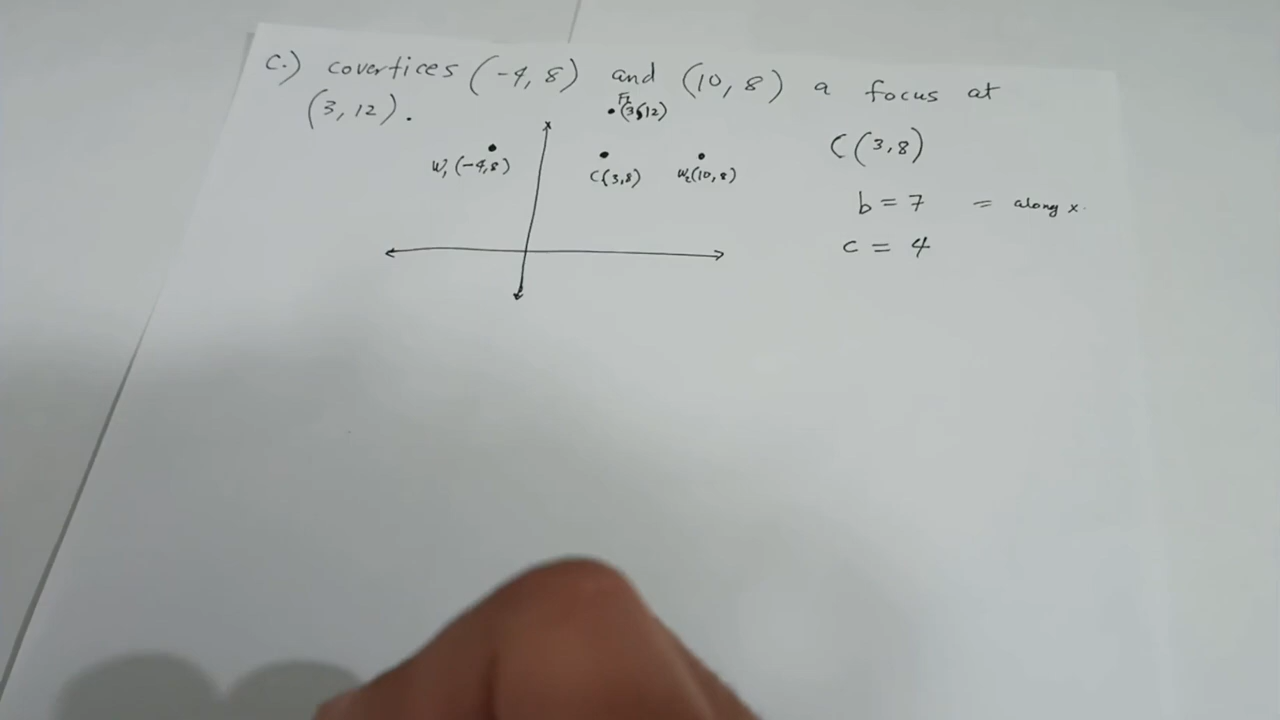 c.) covertices (-4, 8) and (10, 8) a focus at
(3, 12).
F₂
(3,12)
W₁ (-4,8)
C(3,8)
W₂(10,8)
C(3,8)
b = 7 = along x.
c = 4